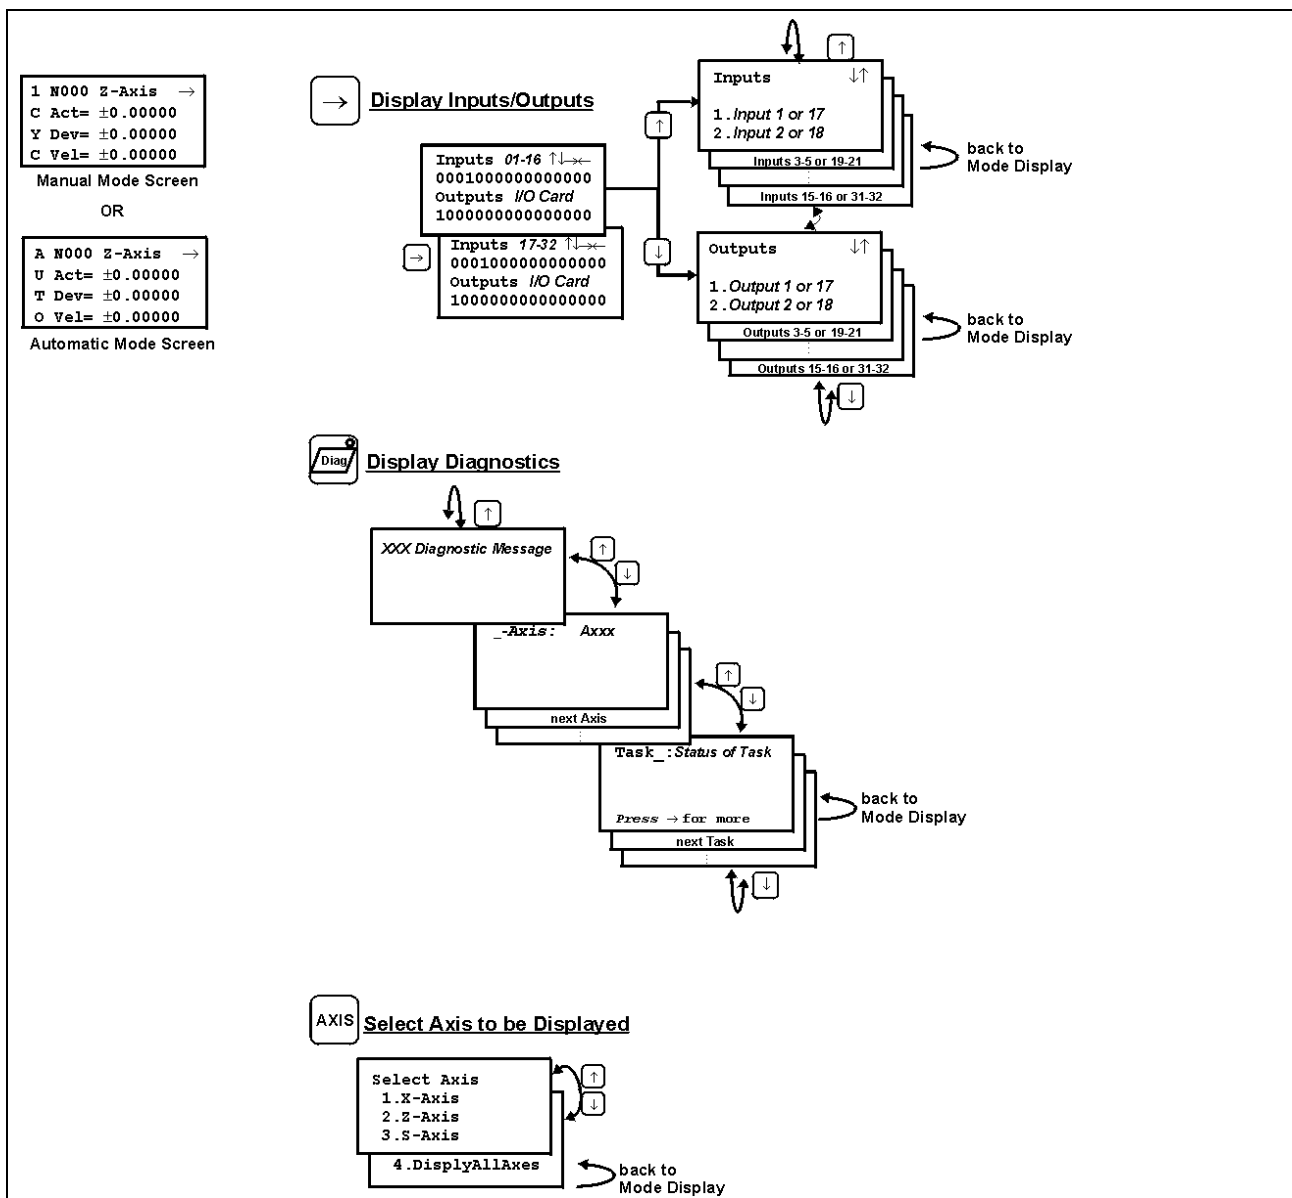 1 N000 Z-Axis →
C Act= ±0.00000
Y Dev= ±0.00000
C Vel= ±0.00000
Manual Mode Screen
OR
A N000 Z-Axis →
U Act= ±0.00000
T Dev= ±0.00000
O Vel= ±0.00000
Automatic Mode Screen
→ Display Inputs/Outputs
Inputs 01-16 ↑↓→←
0001000000000000
Outputs I/O Card
1000000000000000
→
Inputs 17-32 ↑↓→←
0001000000000000
Outputs I/O Card
1000000000000000
↑
↓
↑
Inputs ↓↑
1.Input 1 or 17
2.Input 2 or 18
Inputs 3-5 or 19-21
Inputs 15-16 or 31-32
back to
Mode Display
Outputs ↓↑
1.Output 1 or 17
2.Output 2 or 18
Outputs 3-5 or 19-21
Outputs 15-16 or 31-32
back to
Mode Display
↓
Diag Display Diagnostics
↑
XXX Diagnostic Message
↑
↓
_-Axis: Axxx
next Axis
↑
↓
Task_:Status of Task
Press → for more
next Task
back to
Mode Display
↓
AXIS Select Axis to be Displayed
Select Axis
1.X-Axis
2.Z-Axis
3.S-Axis
4.DisplyAllAxes
↑
↓
back to
Mode Display